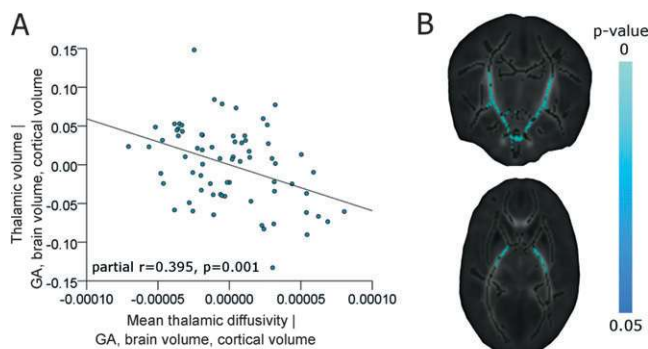 A
Thalamic volume |
GA, brain volume, cortical volume
0.15
0.10
0.05
0.00
-0.05
-0.10
-0.15
partial r=0.395, p=0.001
-0.00010 -0.00005 0.00000 0.00005 0.00010
Mean thalamic diffusivity |
GA, brain volume, cortical volume
B
p-value
0
0.05